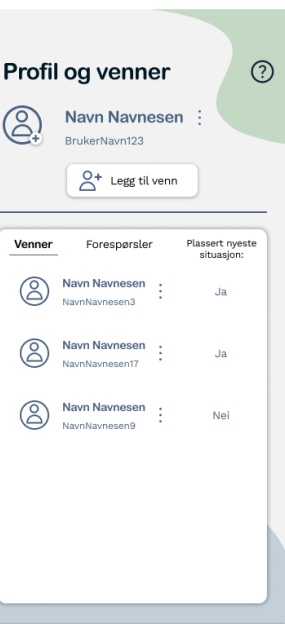 Profil og venner
Navn Navnesen
BrukerNavn123
Legg til venn
Venner
Forespørsler
Plassert nyeste
situasjon:
Navn Navnesen
NavnNavnesen3
Ja
Navn Navnesen
NavnNavnesen17
Ja
Navn Navnesen
NavnNavnesen9
Nei